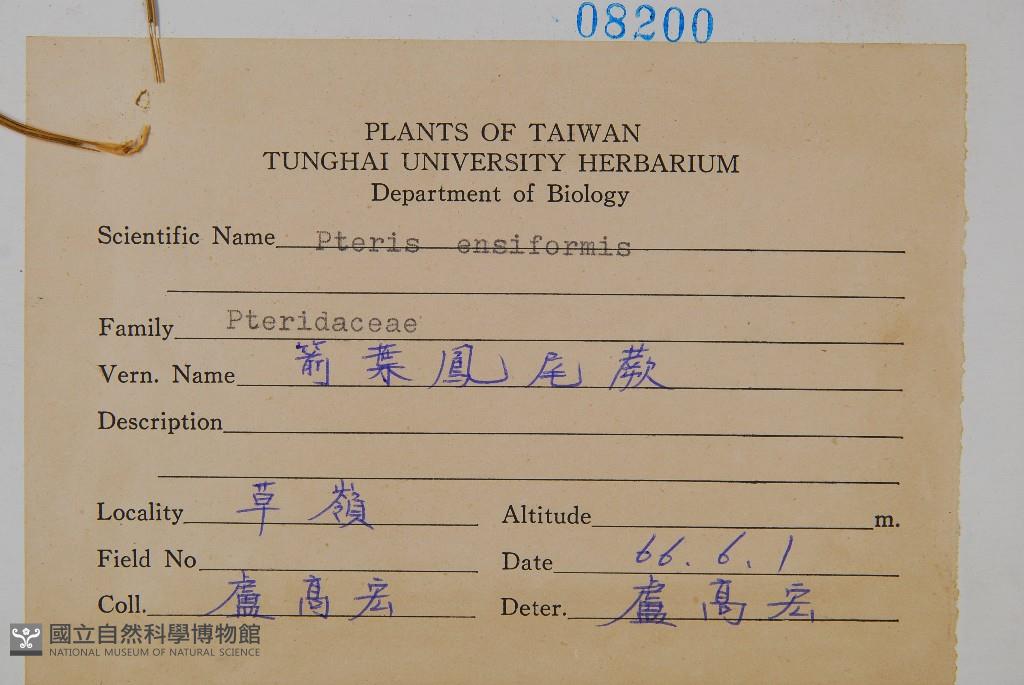 08200
PLANTS OF TAIWAN
TUNGHAI UNIVERSITY HERBARIUM
Department of Biology
Scientific Name Pteris ensiformis
Family Pteridaceae
Vern. Name 箭葉鳳尾蕨
Description
Locality 草嶺 Altitude m.
Field No Date 66.6.1
Coll. 盧高宏 Deter. 盧高宏
國立自然科學博物館
NATIONAL MUSEUM OF NATURAL SCIENCE